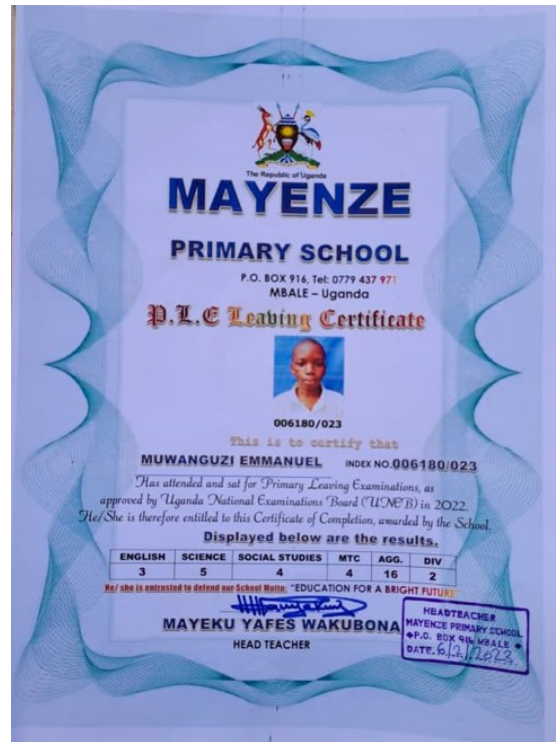 The Republic of Uganda
MAYENZE
PRIMARY SCHOOL
P.O. BOX 916, Tel: 0779 437 971
MBALE – Uganda
P.L.E Leaving Certificate
006180/023
This is to certify that
MUWANGUZI EMMANUEL INDEX NO.006180/023
Has attended and sat for Primary Leaving Examinations, as
approved by Uganda National Examinations Board (UNEB) in 2022.
He/She is therefore entitled to this Certificate of Completion, awarded by the School.
Displayed below are the results.
ENGLISH SCIENCE SOCIAL STUDIES MTC AGG. DIV
3 5 4 4 16 2
He/ she is entrusted to defend our School Motto: "EDUCATION FOR A BRIGHT FUTURE"
MAYEKU YAFES WAKUBONA
HEAD TEACHER
HEADTEACHER
MAYENZE PRIMARY SCHOOL
P.O. BOX 916 MBALE
DATE. 6/2/2023